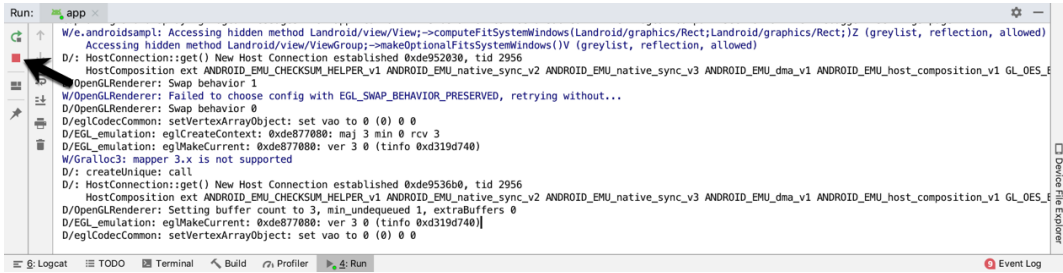 Run: app
W/e.androidsampl: Accessing hidden method Landroid/view/View;->computeFitSystemWindows(Landroid/graphics/Rect;Landroid/graphics/Rect;)Z (greylist, reflection, allowed)
Accessing hidden method Landroid/view/ViewGroup;->makeOptionalFitsSystemWindows()V (greylist, reflection, allowed)
D/: HostConnection::get() New Host Connection established 0xde952030, tid 2956
HostComposition ext ANDROID_EMU_CHECKSUM_HELPER_v1 ANDROID_EMU_native_sync_v2 ANDROID_EMU_native_sync_v3 ANDROID_EMU_dma_v1 ANDROID_EMU_host_composition_v1 GL_OES_E
D/OpenGLRenderer: Swap behavior 1
W/OpenGLRenderer: Failed to choose config with EGL_SWAP_BEHAVIOR_PRESERVED, retrying without...
D/OpenGLRenderer: Swap behavior 0
D/eglCodecCommon: setVertexArrayObject: set vao to 0 (0) 0 0
D/EGL_emulation: eglCreateContext: 0xde877080: maj 3 min 0 rcv 3
D/EGL_emulation: eglMakeCurrent: 0xde877080: ver 3 0 (tinfo 0xd319d740)
W/Gralloc3: mapper 3.x is not supported
D/: createUnique: call
D/: HostConnection::get() New Host Connection established 0xde9536b0, tid 2956
HostComposition ext ANDROID_EMU_CHECKSUM_HELPER_v1 ANDROID_EMU_native_sync_v2 ANDROID_EMU_native_sync_v3 ANDROID_EMU_dma_v1 ANDROID_EMU_host_composition_v1 GL_OES_E
D/OpenGLRenderer: Setting buffer count to 3, min_undequeued 1, extraBuffers 0
D/EGL_emulation: eglMakeCurrent: 0xde877080: ver 3 0 (tinfo 0xd319d740)
D/eglCodecCommon: setVertexArrayObject: set vao to 0 (0) 0 0
Device File Explorer
6: Logcat TODO Terminal Build Profiler 4: Run 9 Event Log